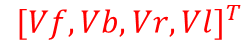 [Vf, Vb, Vr, Vl]^T